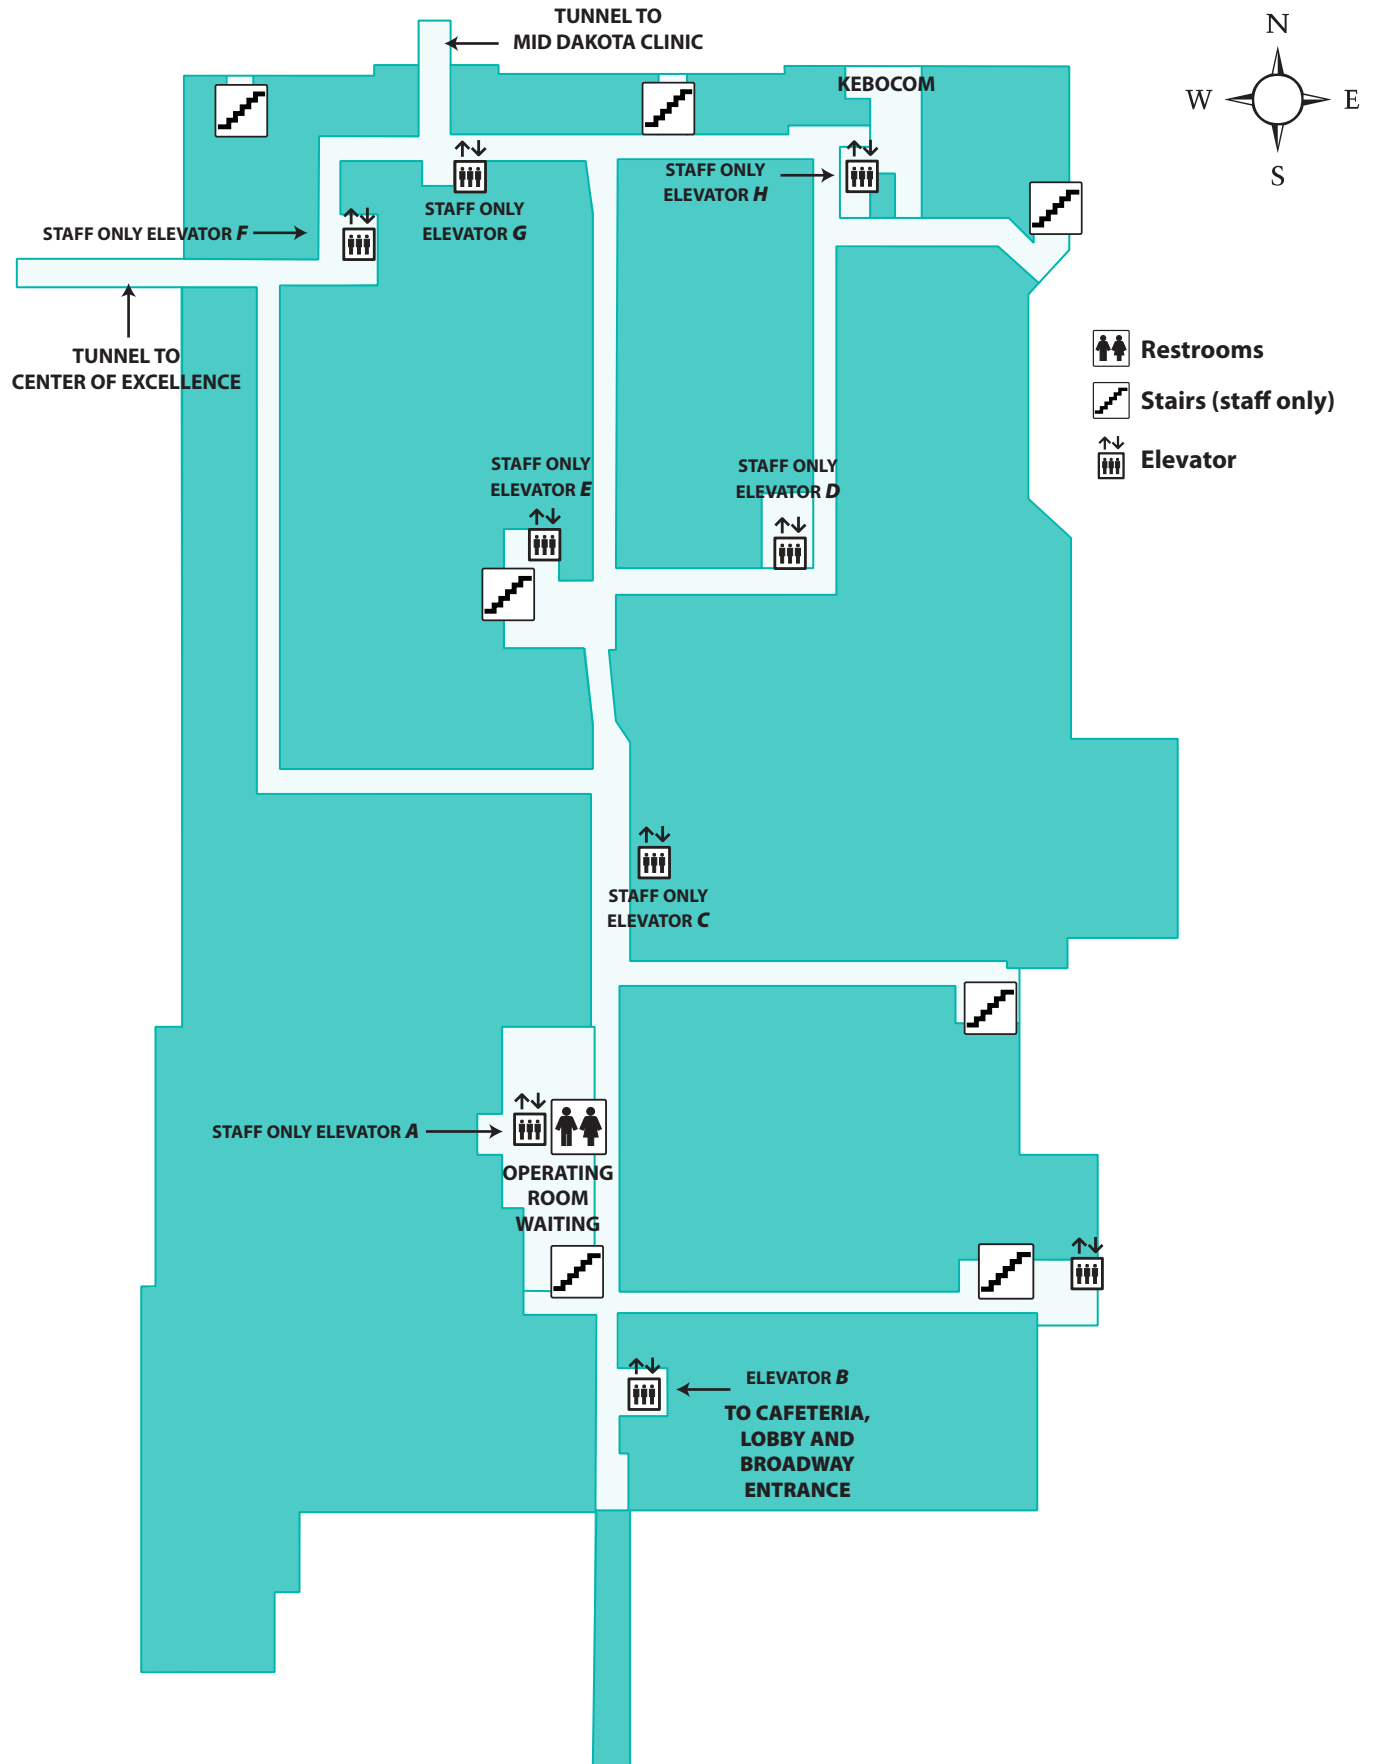 TUNNEL TO
MID DAKOTA CLINIC
N
W
E
S
KEBOCOM
STAFF ONLY
ELEVATOR H
STAFF ONLY
ELEVATOR G
STAFF ONLY ELEVATOR F
TUNNEL TO
CENTER OF EXCELLENCE
Restrooms
Stairs (staff only)
Elevator
STAFF ONLY
ELEVATOR E
STAFF ONLY
ELEVATOR D
STAFF ONLY
ELEVATOR C
STAFF ONLY ELEVATOR A
OPERATING
ROOM
WAITING
ELEVATOR B
TO CAFETERIA,
LOBBY AND
BROADWAY
ENTRANCE